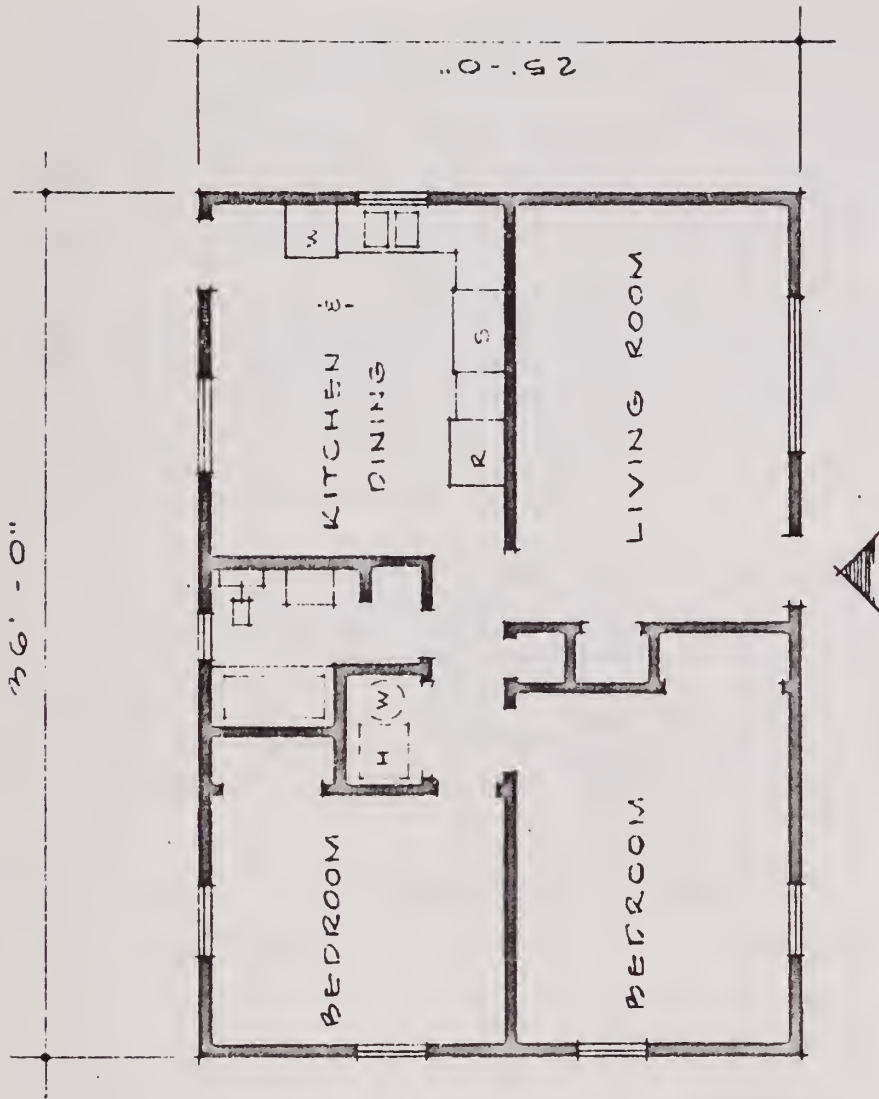 36' - 0"
25'-0"
KITCHEN &
DINING
W
S
R
LIVING ROOM
W
H
BEDROOM
BEDROOM